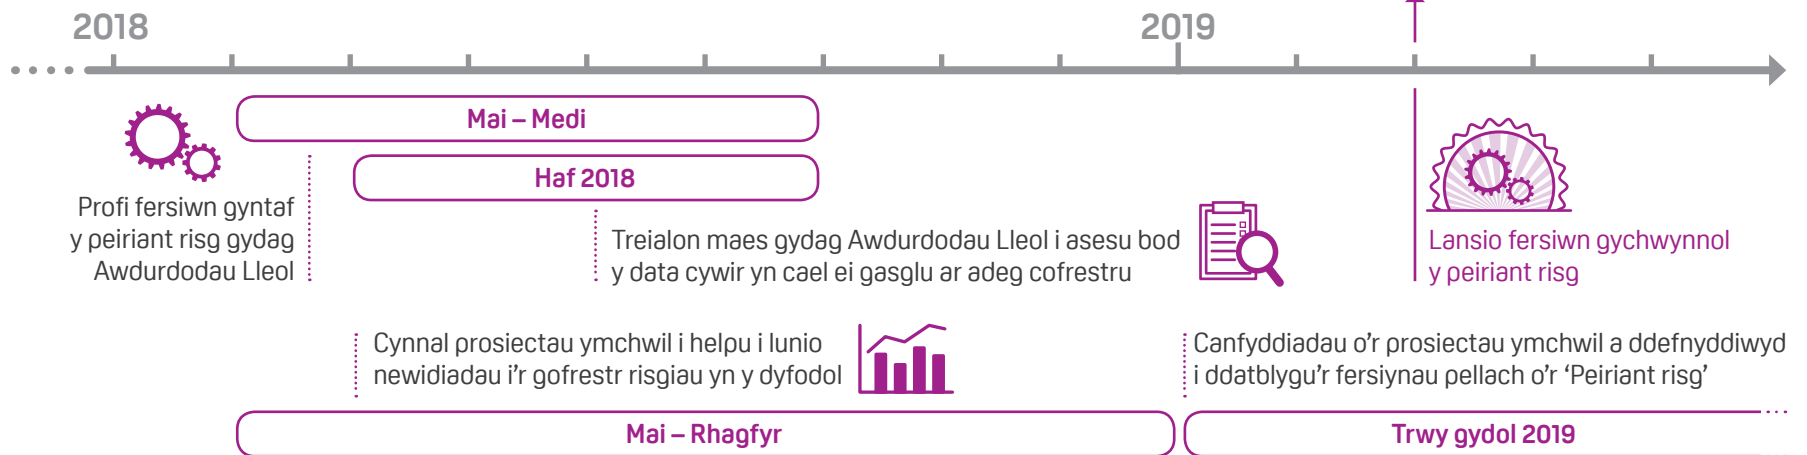 2018
2019
Mai – Medi
Haf 2018
Profi fersiwn gyntaf
y peiriant risg gydag
Awdurdodau Lleol
Treialon maes gydag Awdurdodau Lleol i asesu bod
y data cywir yn cael ei gasglu ar adeg cofrestru
Lansio fersiwn gychwynnol
y peiriant risg
Cynnal prosiectau ymchwil i helpu i lunio
newidiadau i’r gofrestr risgiau yn y dyfodol
Canfyddiadau o’r prosiectau ymchwil a ddefnyddiwyd
i ddatblygu’r fersiynau pellach o’r ‘Peiriant risg’
Mai – Rhagfyr
Trwy gydol 2019